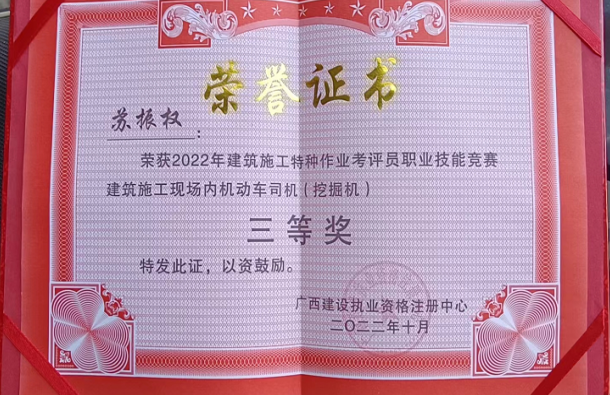 荣誉证书
苏振权:
荣获2022年建筑施工特种作业考评员职业技能竞赛
建筑施工现场内机动车司机(挖掘机)
三等奖
特发此证，以资鼓励。
广西建设执业资格注册中心
二〇二二年十月